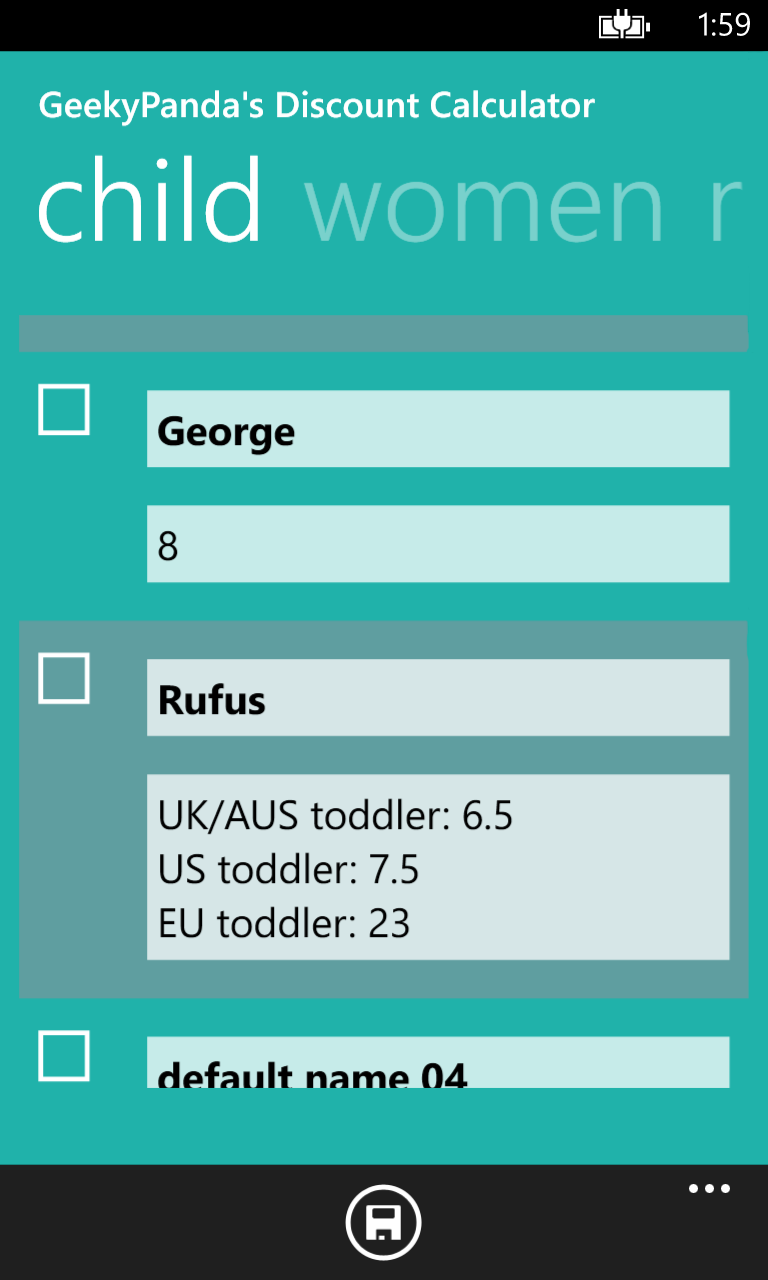 1:59
GeekyPanda's Discount Calculator
child women r
George
8
Rufus
UK/AUS toddler: 6.5
US toddler: 7.5
EU toddler: 23
default name 04